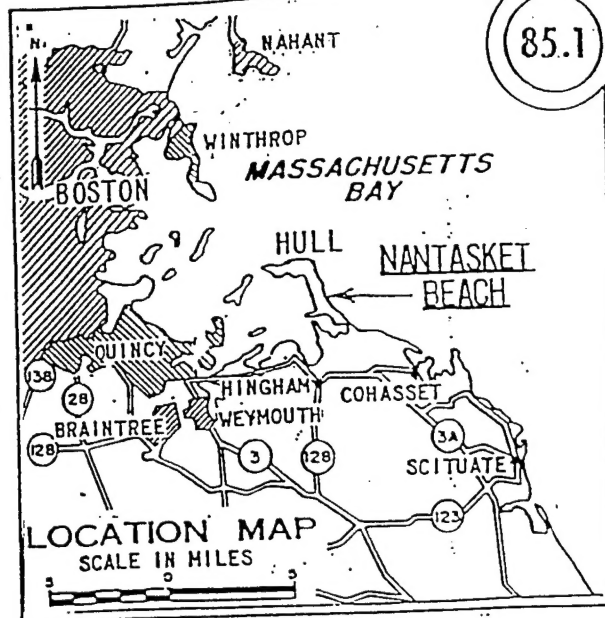 85.1
N
NAHANT
WINTHROP
MASSACHUSETTS
BAY
BOSTON
HULL
NANTASKET
BEACH
QUINCY
138
28
HINGHAM
COHASSET
BRAINTREE
WEYMOUTH
128
3
128
3A
SCITUATE
123
LOCATION MAP
SCALE IN MILES
5
0
5